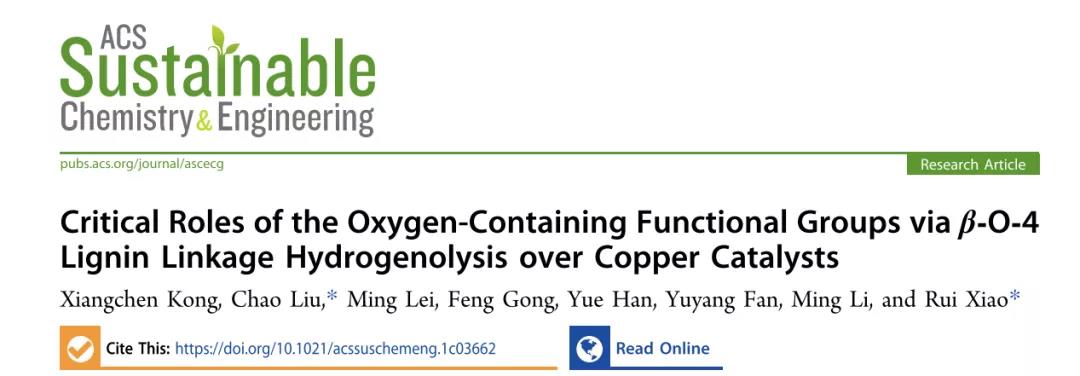 ACS
Sustainable
Chemistry & Engineering
pubs.acs.org/journal/ascecg
Research Article
Critical Roles of the Oxygen-Containing Functional Groups via β-O-4
Lignin Linkage Hydrogenolysis over Copper Catalysts
Xiangchen Kong, Chao Liu,* Ming Lei, Feng Gong, Yue Han, Yuyang Fan, Ming Li, and Rui Xiao*
Cite This: https://doi.org/10.1021/acssuschemeng.1c03662
Read Online